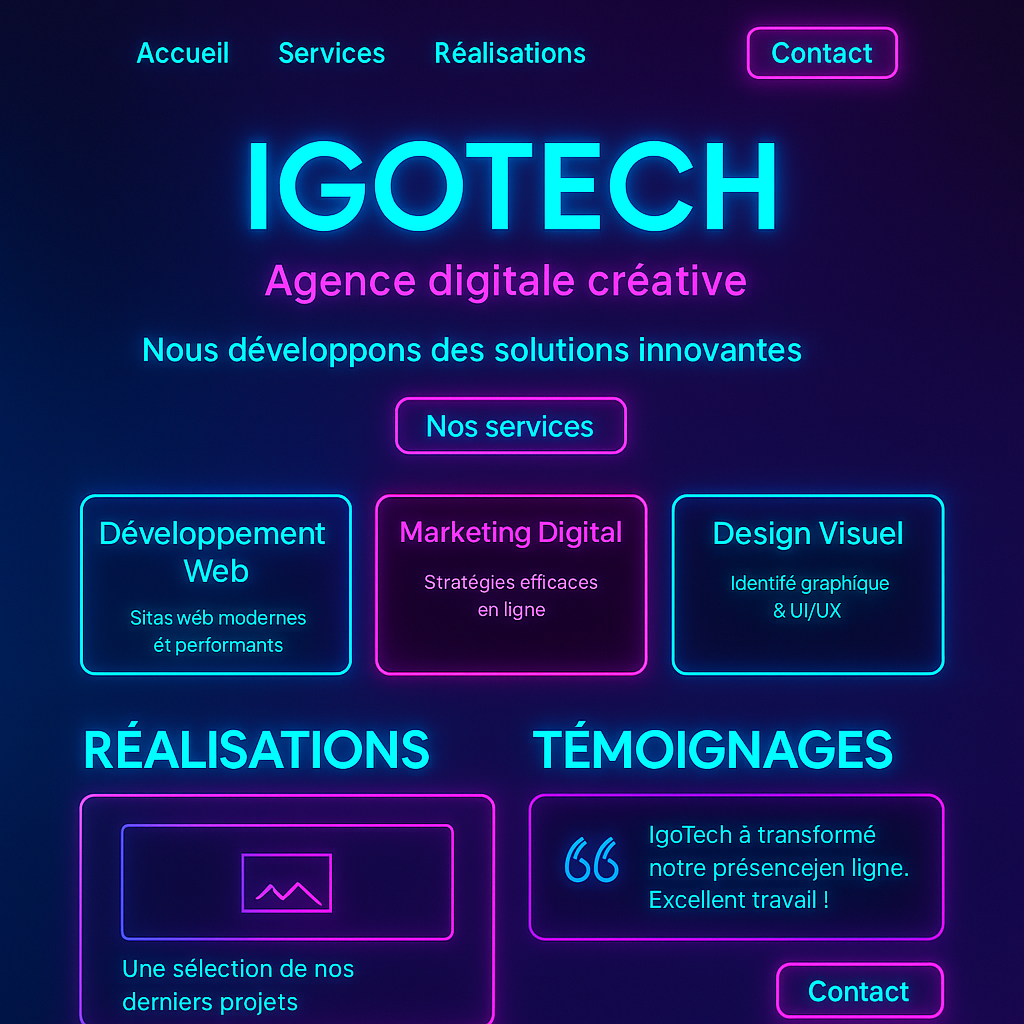 Accueil Services Réalisations Contact
IGOTECH
Agence digitale créative
Nous développons des solutions innovantes
Nos services
Développement
Web
Sitas wéb modernes
ét performants
Marketing Digital
Stratégies efficaces
en ligne
Design Visuel
Identifé graphíque
& UI/UX
RÉALISATIONS
Une sélection de nos
derniers projets
TÉMOIGNAGES
IgoTech ā transformé
notre présencejen ligne.
Excellent travail !
Contact